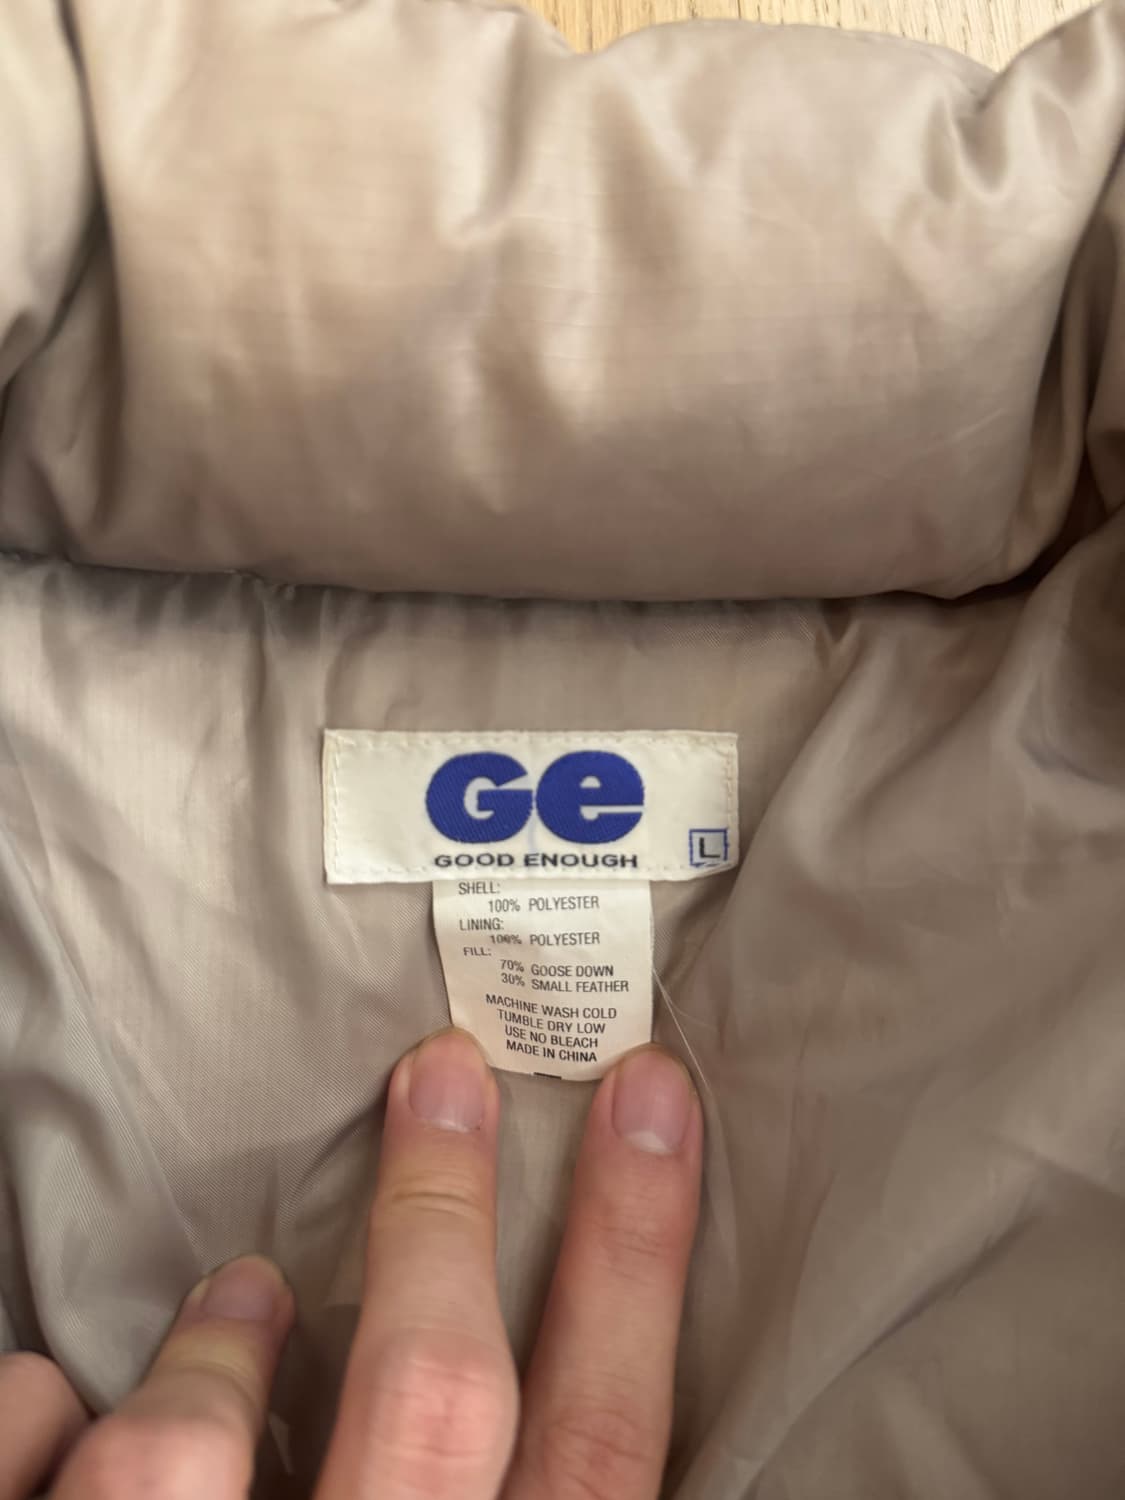 Ge
GOOD ENOUGH
L
SHELL:
100% POLYESTER
LINING:
100% POLYESTER
FILL:
70% GOOSE DOWN
30% SMALL FEATHER
MACHINE WASH COLD
TUMBLE DRY LOW
USE NO BLEACH
MADE IN CHINA